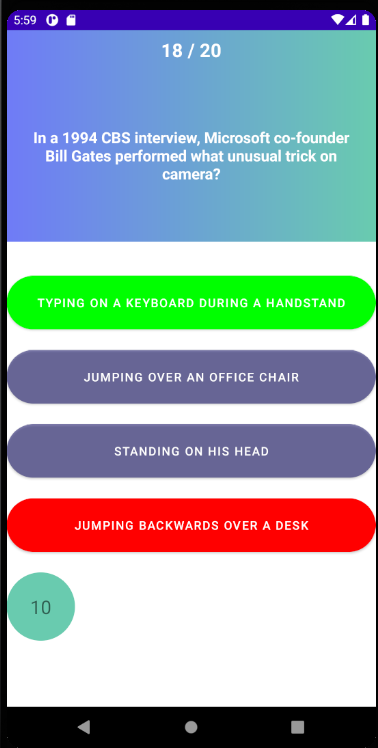 5:59
18 / 20
In a 1994 CBS interview, Microsoft co-founder
Bill Gates performed what unusual trick on
camera?
TYPING ON A KEYBOARD DURING A HANDSTAND
JUMPING OVER AN OFFICE CHAIR
STANDING ON HIS HEAD
JUMPING BACKWARDS OVER A DESK
10